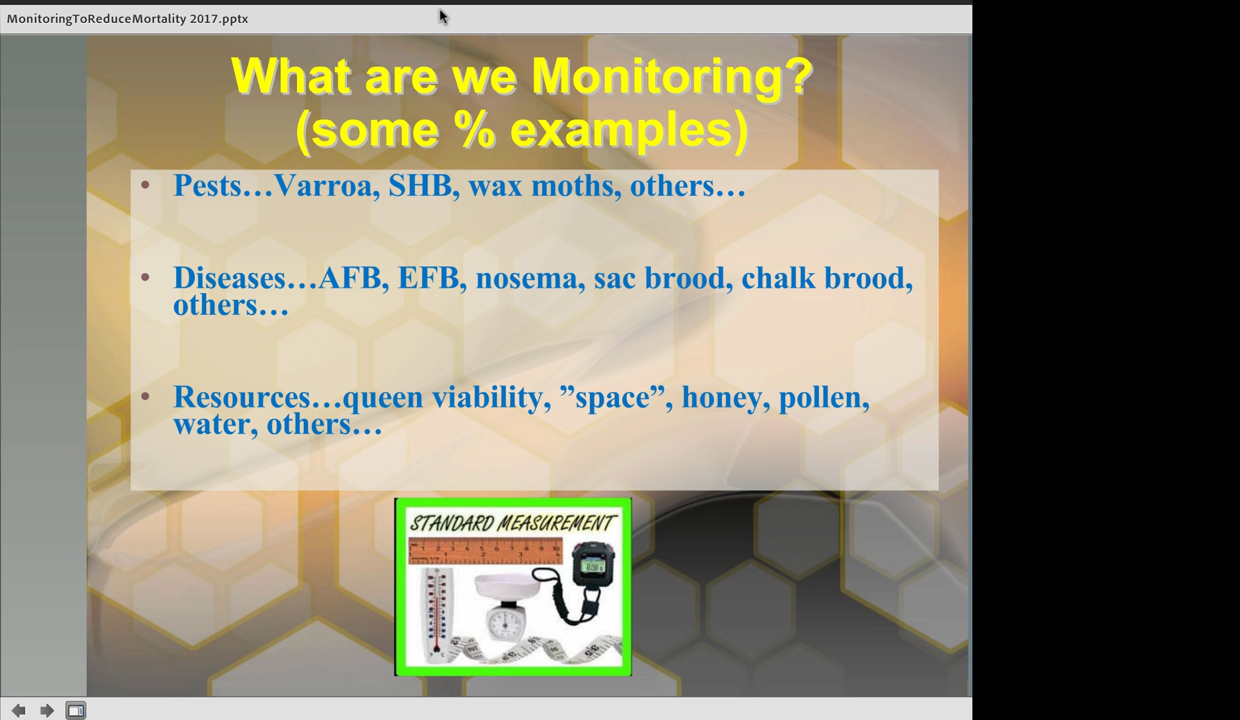 MonitoringToReduceMortality 2017.pptx
What are we Monitoring?
(some % examples)
• Pests…Varroa, SHB, wax moths, others…
• Diseases…AFB, EFB, nosema, sac brood, chalk brood,
others…
• Resources…queen viability, ”space”, honey, pollen,
water, others…
STANDARD MEASUREMENT